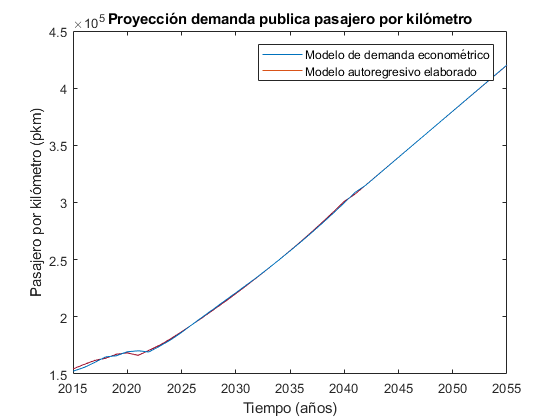 ×10⁵ Proyección demanda publica pasajero por kilómetro
Modelo de demanda econométrico
Modelo autoregresivo elaborado
4.5
4
3.5
3
2.5
2
1.5
Pasajero por kilómetro (pkm)
2015 2020 2025 2030 2035 2040 2045 2050 2055
Tiempo (años)